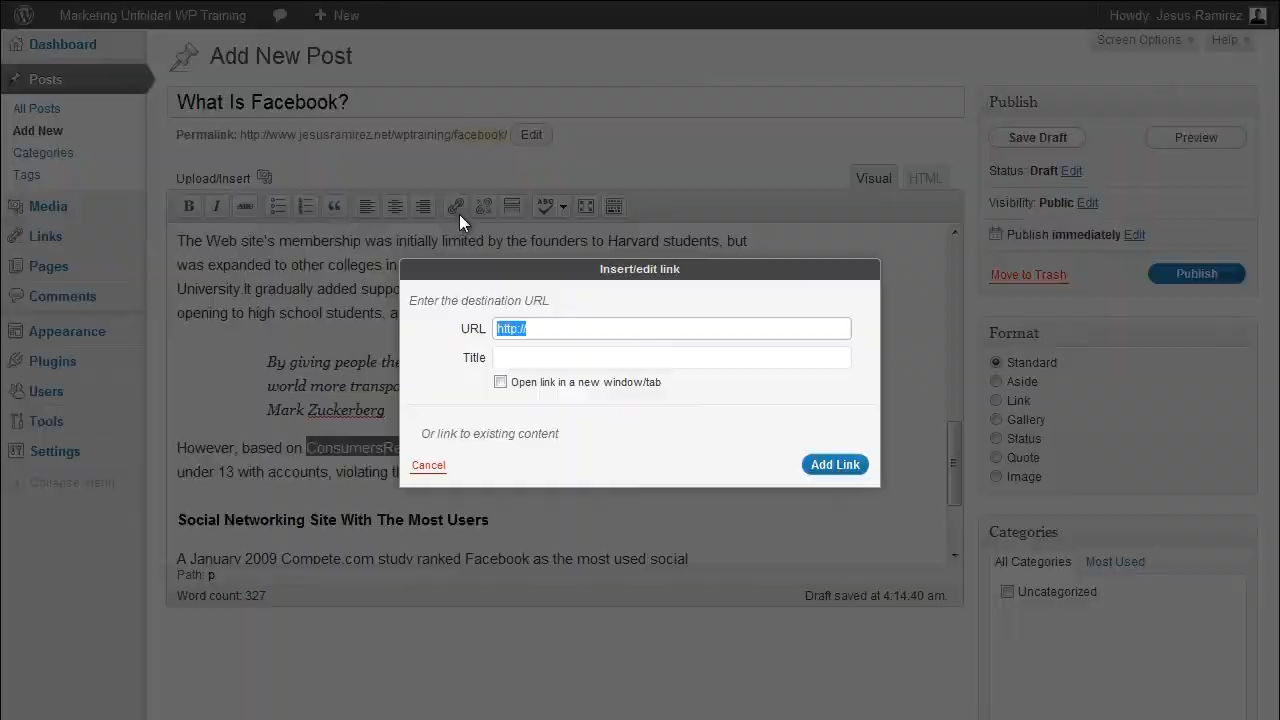 Marketing Unfolded WP Training
New
Howdy, Jesus Ramirez
Screen Options
Help
Dashboard
Posts
All Posts
Add New
Categories
Tags
Media
Links
Pages
Comments
Appearance
Plugins
Users
Tools
Settings
Collapse menu
Add New Post
What Is Facebook?
Permalink: http://www.jesusramirez.net/wptraining/facebook/ Edit
Upload/Insert
Visual
HTML
B I ABC
ABC
The Web site's membership was initially limited by the founders to Harvard students, but
was expanded to other colleges in
University It gradually added suppo
opening to high school students, a
By giving people the
world more transpa
Mark Zuckerberg
However, based on ConsumersRe
under 13 with accounts, violating th
Social Networking Site With The Most Users
A January 2009 Compete.com study ranked Facebook as the most used social
Path: p
Word count: 327
Draft saved at 4:14:40 am.
Insert/edit link
Enter the destination URL
URL http://
Title
Open link in a new window/tab
Or link to existing content
Cancel
Add Link
Publish
Save Draft
Preview
Status: Draft Edit
Visibility: Public Edit
Publish immediately Edit
Move to Trash
Publish
Format
Standard
Aside
Link
Gallery
Status
Quote
Image
Categories
All Categories
Most Used
Uncategorized